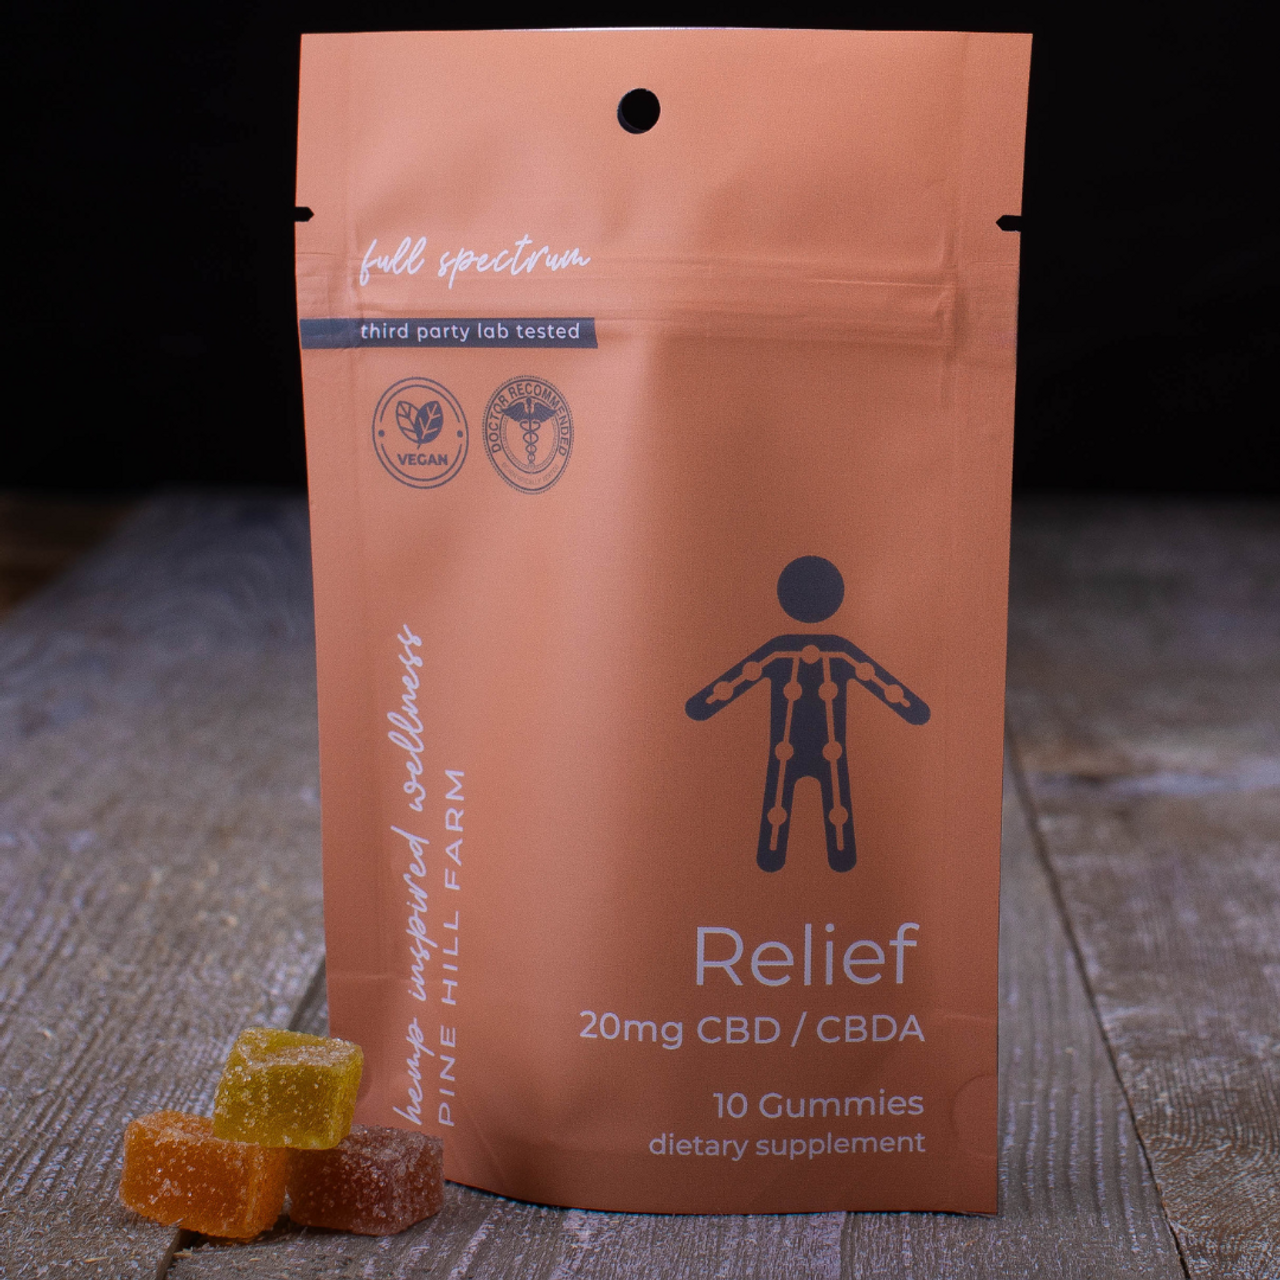 full spectrum
third party lab tested
VEGAN
DOCTOR RECOMMENDED
hemp inspired wellness
PINE HILL FARM
Relief
20mg CBD / CBDA
10 Gummies
dietary supplement